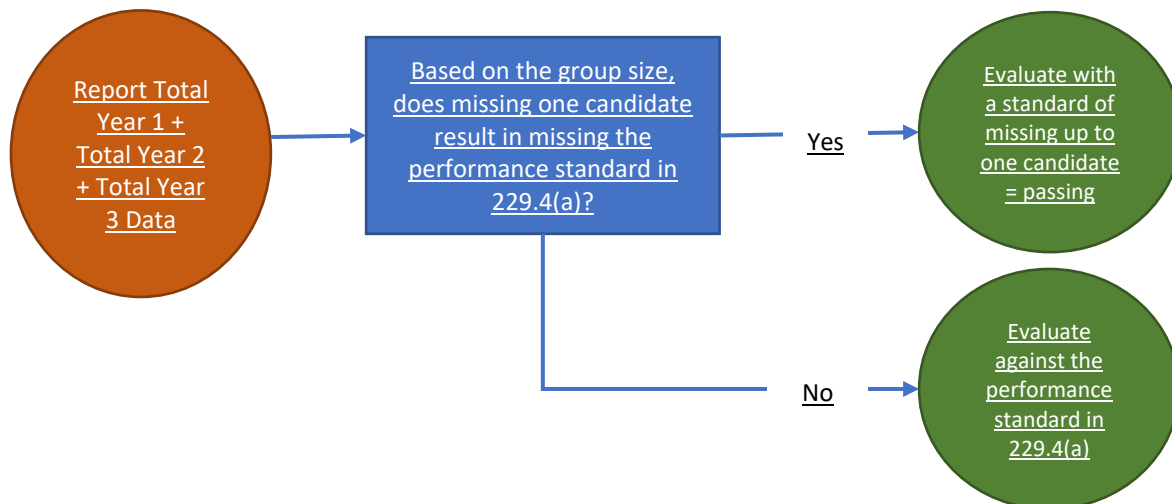 Report Total
Year 1 +
Total Year 2
+ Total Year
3 Data
Based on the group size,
does missing one candidate
result in missing the
performance standard in
229.4(a)?
Yes
Evaluate with
a standard of
missing up to
one candidate
= passing
No
Evaluate
against the
performance
standard in
229.4(a)